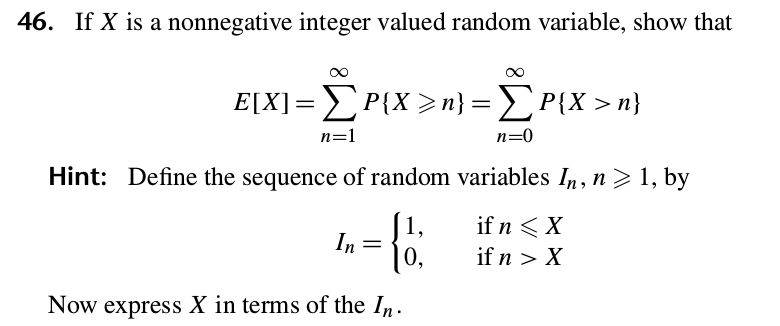 46. If X is a nonnegative integer valued random variable, show that
E[X] = ∑_{n=1}^{∞} P{X ⩾ n} = ∑_{n=0}^{∞} P{X > n}
Hint: Define the sequence of random variables I_n, n ⩾ 1, by
I_n = { 1, if n ⩽ X
0, if n > X
Now express X in terms of the I_n.